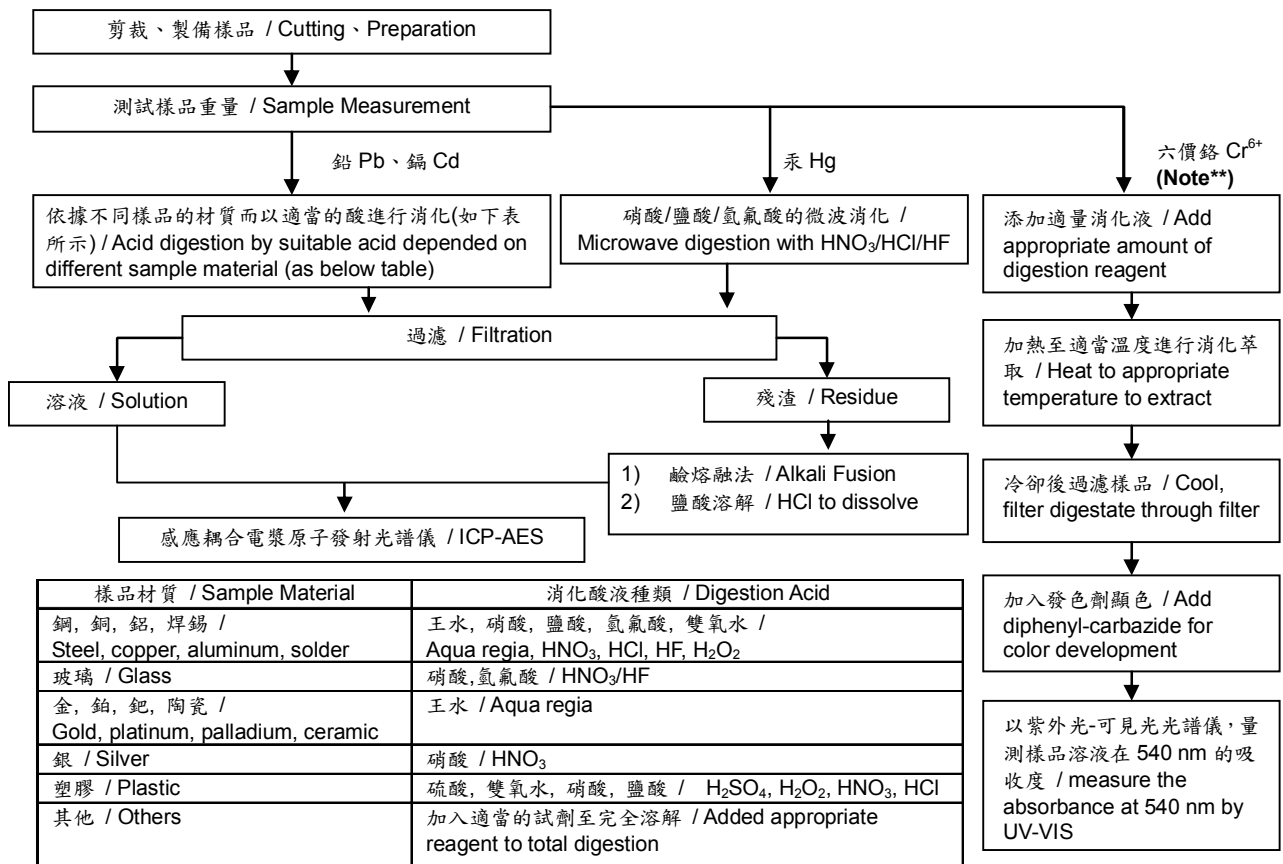 剪裁、製備樣品 / Cutting、Preparation
測試樣品重量 / Sample Measurement
鉛 Pb、鎘 Cd
汞 Hg
六價鉻 Cr⁶⁺
(Note**)
依據不同樣品的材質而以適當的酸進行消化(如下表
所示) / Acid digestion by suitable acid depended on
different sample material (as below table)
硝酸/鹽酸/氫氟酸的微波消化 /
Microwave digestion with HNO₃/HCl/HF
添加適量消化液 / Add
appropriate amount of
digestion reagent
過濾 / Filtration
加熱至適當溫度進行消化萃
取 / Heat to appropriate
temperature to extract
溶液 / Solution
殘渣 / Residue
1) 鹼熔融法 / Alkali Fusion
2) 鹽酸溶解 / HCl to dissolve
冷卻後過濾樣品 / Cool,
filter digestate through filter
感應耦合電漿原子發射光譜儀 / ICP-AES
加入發色劑顯色 / Add
diphenyl-carbazide for
color development
以紫外光-可見光光譜儀，量
測樣品溶液在 540 nm 的吸
收度 / measure the
absorbance at 540 nm by
UV-VIS
樣品材質 / Sample Material 消化酸液種類 / Digestion Acid
鋼, 銅, 鋁, 焊錫 / 王水, 硝酸, 鹽酸, 氫氟酸, 雙氧水 /
Steel, copper, aluminum, solder Aqua regia, HNO₃, HCl, HF, H₂O₂
玻璃 / Glass 硝酸,氫氟酸 / HNO₃/HF
金, 鉑, 鈀, 陶瓷 / 王水 / Aqua regia
Gold, platinum, palladium, ceramic
銀 / Silver 硝酸 / HNO₃
塑膠 / Plastic 硫酸, 雙氧水, 硝酸, 鹽酸 / H₂SO₄, H₂O₂, HNO₃, HCl
其他 / Others 加入適當的試劑至完全溶解 / Added appropriate
reagent to total digestion